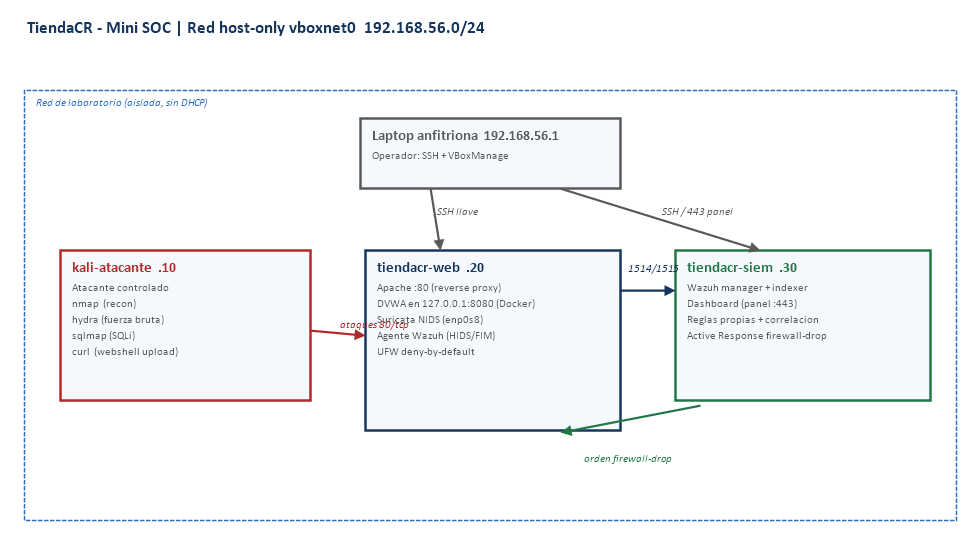 TiendaCR - Mini SOC | Red host-only vboxnet0  192.168.56.0/24
Red de laboratorio (aislada, sin DHCP)
Laptop anfitriona  192.168.56.1
Operador: SSH + VBoxManage
SSH llave
SSH / 443 panel
kali-atacante  .10
Atacante controlado
nmap  (recon)
hydra (fuerza bruta)
sqlmap (SQLi)
curl  (webshell upload)
ataques 80/tcp
tiendacr-web  .20
Apache :80 (reverse proxy)
DVWA en 127.0.0.1:8080 (Docker)
Suricata NIDS (enp0s8)
Agente Wazuh (HIDS/FIM)
UFW deny-by-default
1514/1515
tiendacr-siem  .30
Wazuh manager + indexer
Dashboard (panel :443)
Reglas propias + correlacion
Active Response firewall-drop
orden firewall-drop